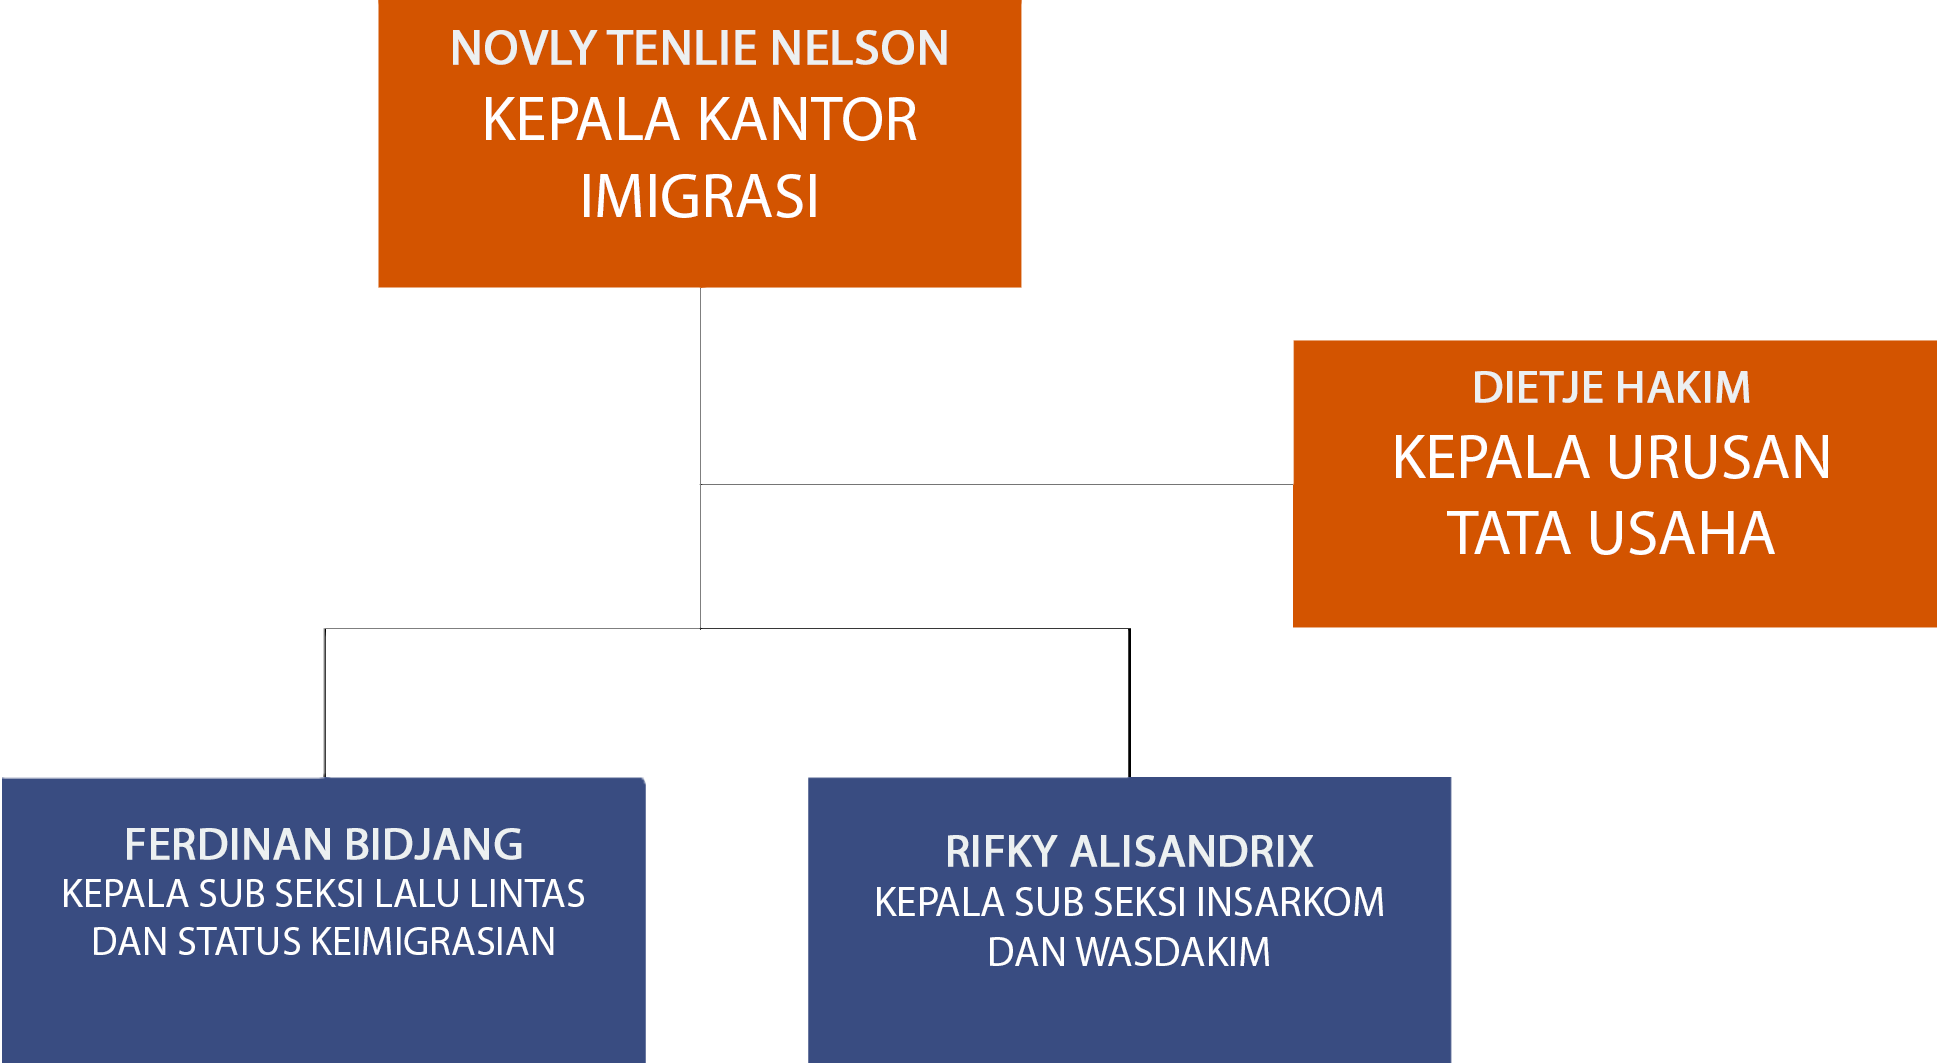 NOVLY TENLIE NELSON
KEPALA KANTOR
IMIGRASI
DIETJE HAKIM
KEPALA URUSAN
TATA USAHA
FERDINAN BIDJANG
KEPALA SUB SEKSI LALU LINTAS
DAN STATUS KEIMIGRASIAN
RIFKY ALISANDRIX
KEPALA SUB SEKSI INSARKOM
DAN WASDAKIM